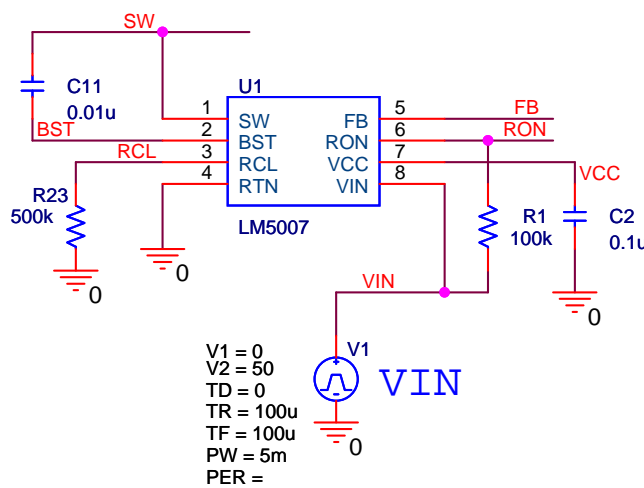 SW
C11
0.01u
BST
RCL
R23
500k
0
0
U1
1
2
3
4
SW
BST
RCL
RTN
FB
RON
VCC
VIN
5
6
7
8
LM5007
FB
RON
VCC
R1
100k
C2
0.1u
0
VIN
V1
VIN
0
V1 = 0
V2 = 50
TD = 0
TR = 100u
TF = 100u
PW = 5m
PER =